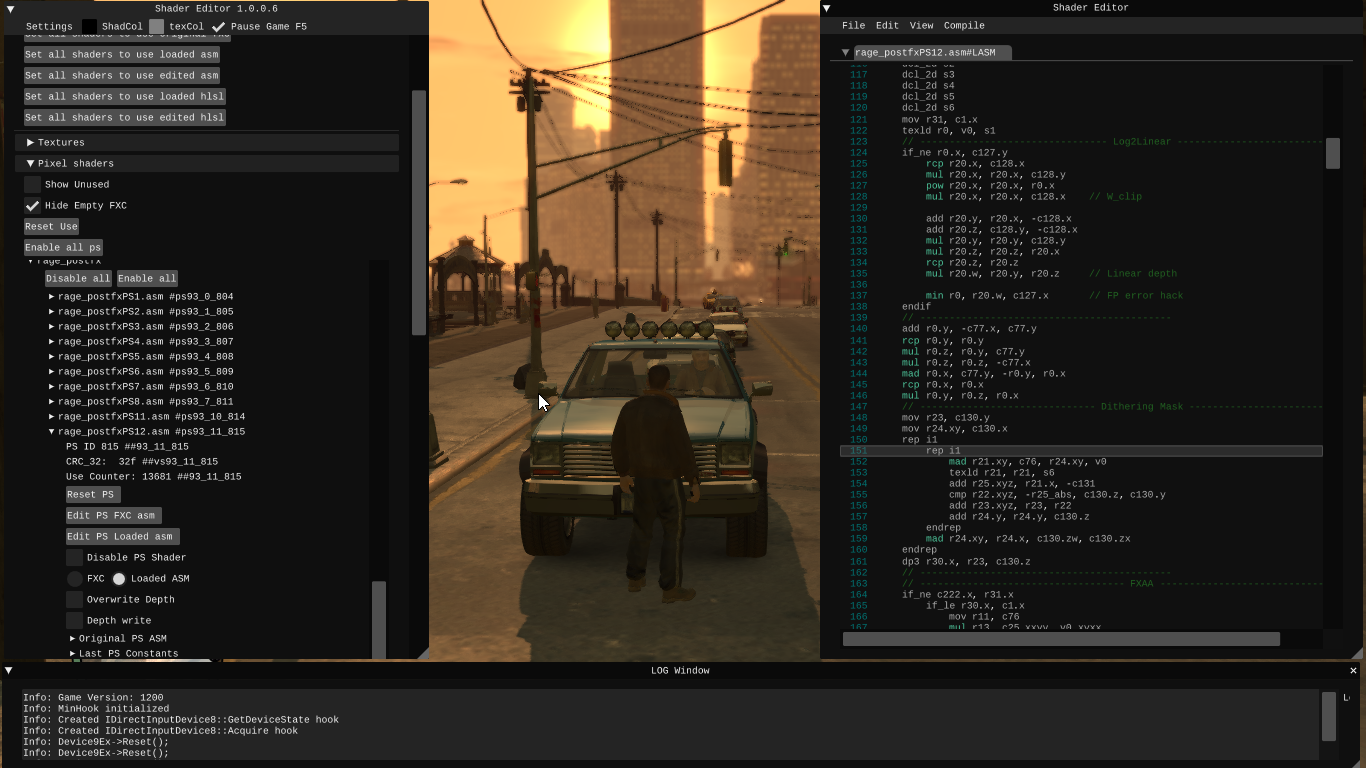 Shader Editor 1.0.0.6
Settings ShadCol texCol Pause Game F5
Set all shaders to use loaded asm
Set all shaders to use edited asm
Set all shaders to use loaded hlsl
Set all shaders to use edited hlsl
Textures
Pixel shaders
Show Unused
Hide Empty FXC
Reset Use
Enable all ps
rage_postfx
Disable all Enable all
rage_postfxPS1.asm #ps93_0_804
rage_postfxPS2.asm #ps93_1_805
rage_postfxPS3.asm #ps93_2_806
rage_postfxPS4.asm #ps93_3_807
rage_postfxPS5.asm #ps93_4_808
rage_postfxPS6.asm #ps93_5_809
rage_postfxPS7.asm #ps93_6_810
rage_postfxPS8.asm #ps93_7_811
rage_postfxPS11.asm #ps93_10_814
rage_postfxPS12.asm #ps93_11_815
PS ID 815 ##93_11_815
CRC_32:  32f ##vs93_11_815
Use Counter: 13681 ##93_11_815
Reset PS
Edit PS FXC asm
Edit PS Loaded asm
Disable PS Shader
FXC Loaded ASM
Overwrite Depth
Depth write
Original PS ASM
Last PS Constants
Shader Editor
File Edit View Compile
rage_postfxPS12.asm#LASM
117 dcl_2d s3
118 dcl_2d s4
119 dcl_2d s5
120 dcl_2d s6
121 mov r31, c1.x
122 texld r0, v0, s1
123 // ------------------------------- Log2Linear -----------------------
124 if_ne r0.x, c127.y
125 rcp r20.x, c128.x
126 mul r20.x, r20.x, c128.y
127 pow r20.x, r20.x, r0.x
128 mul r20.x, r20.x, c128.x // W_clip
129
130 add r20.y, r20.x, -c128.x
131 add r20.z, c128.y, -c128.x
132 mul r20.y, r20.y, c128.y
133 mul r20.z, r20.z, r20.x
134 rcp r20.z, r20.z
135 mul r20.w, r20.y, r20.z // Linear depth
136
137 min r0, r20.w, c127.x // FP error hack
138 endif
139 // ------------------------------------------
140 add r0.y, -c77.x, c77.y
141 rcp r0.y, r0.y
142 mul r0.z, r0.y, c77.y
143 mul r0.z, r0.z, -c77.x
144 mad r0.x, c77.y, -r0.y, r0.x
145 rcp r0.x, r0.x
146 mul r0.y, r0.z, r0.x
147 // ------------------------------- Dithering Mask -----------------------
148 mov r23, c130.y
149 mov r24.xy, c130.x
150 rep i1
151 rep i1
152 mad r21.xy, c76, r24.xy, v0
153 texld r21, r21, s6
154 add r25.xyz, r21.x, -c131
155 cmp r22.xyz, -r25_abs, c130.z, c130.y
156 add r23.xyz, r23, r22
157 add r24.y, r24.y, c130.z
158 endrep
159 mad r24.xy, r24.x, c130.zw, c130.zx
160 endrep
161 dp3 r30.x, r23, c130.z
162 // ------------------------------------------
163 // ---------------------------------- FXAA ---------------------------
164 if_ne c222.x, r31.x
165 if_le r30.x, c1.x
166 mov r11, c76
167 mul r13, c25.xxyy, v0.xyxy
LOG Window
Info: Game Version: 1200
Info: MinHook initialized
Info: Created IDirectInputDevice8::GetDeviceState hook
Info: Created IDirectInputDevice8::Acquire hook
Info: Device9Ex->Reset();
Info: Device9Ex->Reset();